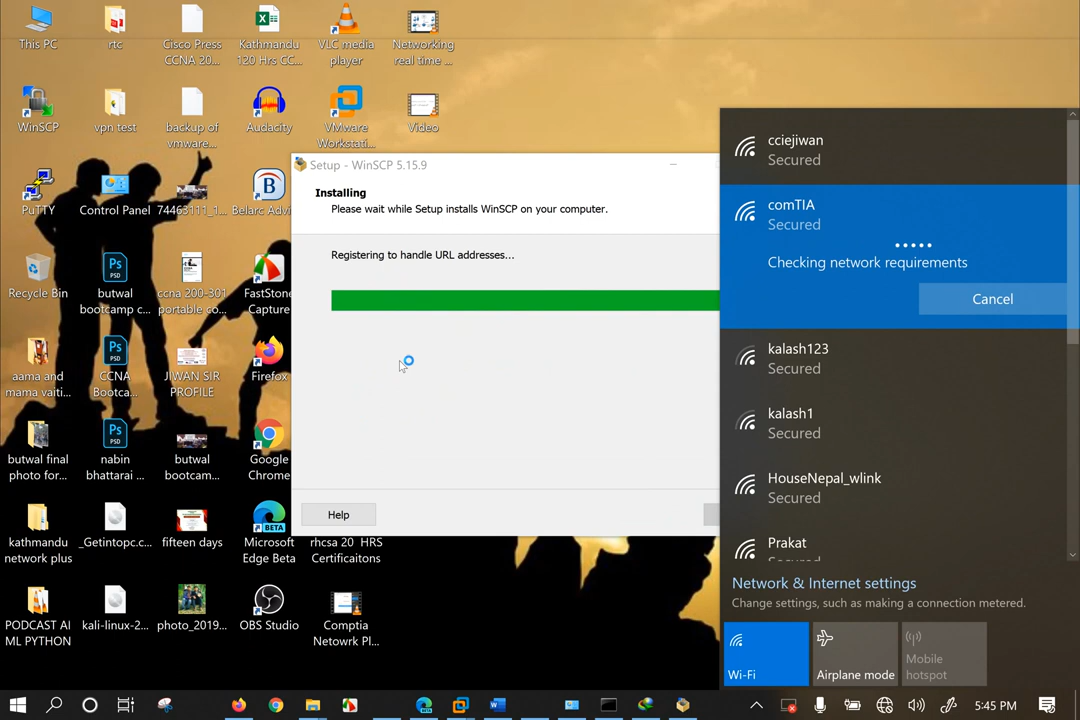 This PC
rtc
Cisco Press
CCNA 20...
Kathmandu
120 Hrs CC...
VLC media
player
Networking
real time ...
WinSCP
vpn test
backup of
vmware...
Audacity
VMware
Workstati...
Video
PuTTY
Control Panel
74463111_1...
Belarc Advi
Recycle Bin
butwal
bootcamp c...
ccna 200-301
portable co...
FastStone
Capture
aama and
mama vaiti...
CCNA
Bootca...
JIWAN SIR
PROFILE
Firefox
butwal final
photo for...
nabin
bhattarai ...
butwal
bootcam...
Google
Chrome
kathmandu
network plus
_Getintopc.c...
fifteen days
Microsoft
Edge Beta
rhcsa 20 HRS
Certificaitons
PODCAST AI
ML PYTHON
kali-linux-2...
photo_2019...
OBS Studio
Comptia
Netowrk Pl...
Setup - WinSCP 5.15.9
Installing
Please wait while Setup installs WinSCP on your computer.
Registering to handle URL addresses...
Help
cciejiwan
Secured
comTIA
Secured
Checking network requirements
Cancel
kalash123
Secured
kalash1
Secured
HouseNepal_wlink
Secured
Prakat
Network & Internet settings
Change settings, such as making a connection metered.
Wi-Fi
Airplane mode
Mobile
hotspot
5:45 PM